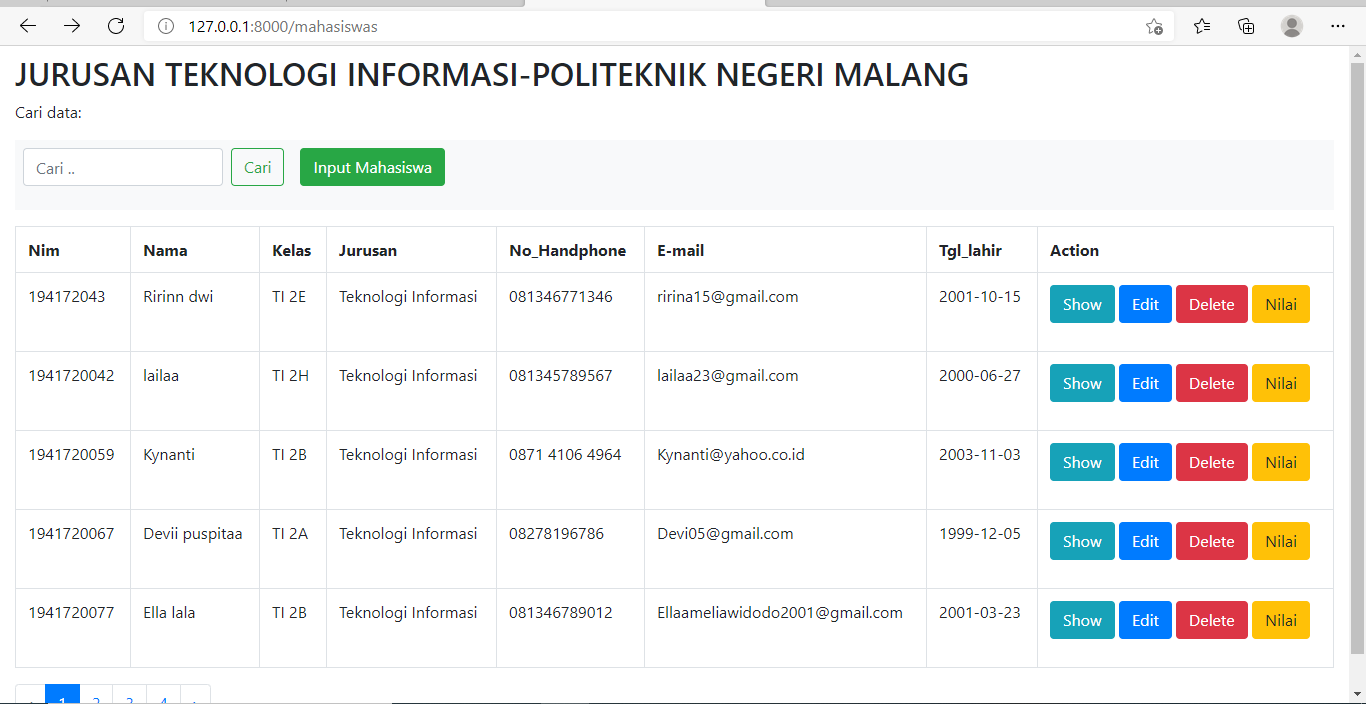 127.0.0.1:8000/mahasiswas
JURUSAN TEKNOLOGI INFORMASI-POLITEKNIK NEGERI MALANG
Cari data:
Cari .. Cari Input Mahasiswa
Nim Nama Kelas Jurusan No_Handphone E-mail Tgl_lahir Action
194172043 Ririnn dwi TI 2E Teknologi Informasi 081346771346 ririna15@gmail.com 2001-10-15 Show Edit Delete Nilai
1941720042 lailaa TI 2H Teknologi Informasi 081345789567 lailaa23@gmail.com 2000-06-27 Show Edit Delete Nilai
1941720059 Kynanti TI 2B Teknologi Informasi 0871 4106 4964 Kynanti@yahoo.co.id 2003-11-03 Show Edit Delete Nilai
1941720067 Devii puspitaa TI 2A Teknologi Informasi 08278196786 Devi05@gmail.com 1999-12-05 Show Edit Delete Nilai
1941720077 Ella lala TI 2B Teknologi Informasi 081346789012 Ellaameliawidodo2001@gmail.com 2001-03-23 Show Edit Delete Nilai
1 2 3 4